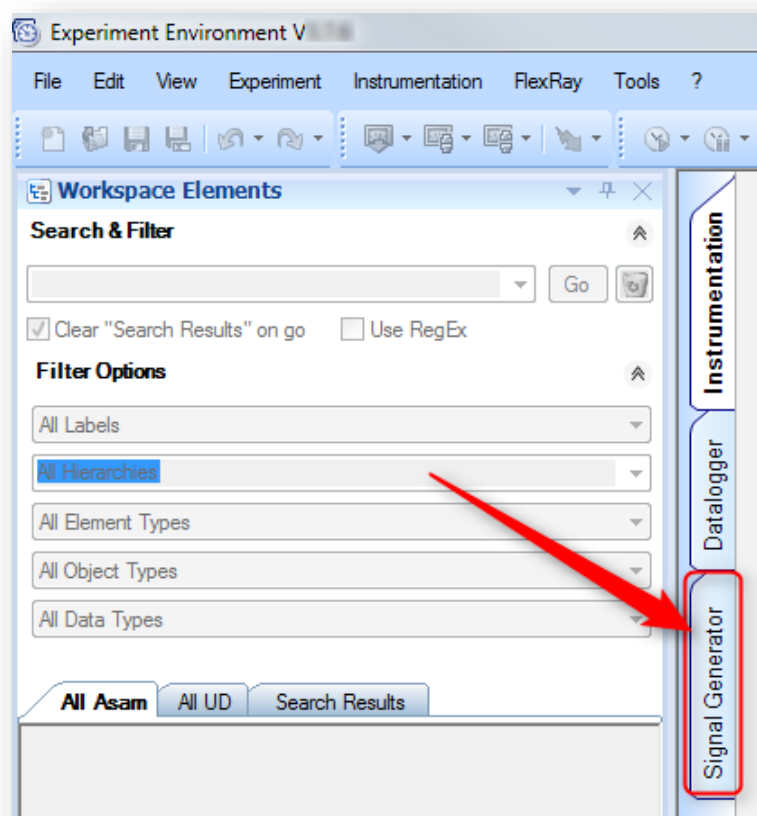 Experiment Environment V
File Edit View Experiment Instrumentation FlexRay Tools ?
Workspace Elements
Search & Filter
Go
Clear "Search Results" on go Use RegEx
Filter Options
All Labels
All Hierarchies
All Element Types
All Object Types
All Data Types
All Asam All UD Search Results
Instrumentation
Datalogger
Signal Generator